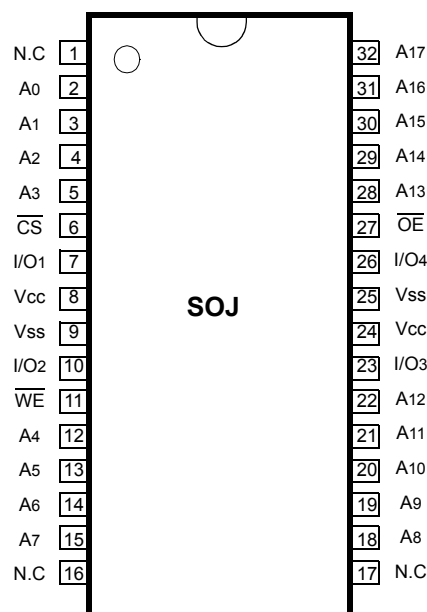 N.C 1 32 A17
A0 2 31 A16
A1 3 30 A15
A2 4 29 A14
A3 5 28 A13
C̅S̅ 6 27 O̅E̅
I/O1 7 26 I/O4
Vcc 8 25 Vss
SOJ
Vss 9 24 Vcc
I/O2 10 23 I/O3
W̅E̅ 11 22 A12
A4 12 21 A11
A5 13 20 A10
A6 14 19 A9
A7 15 18 A8
N.C 16 17 N.C